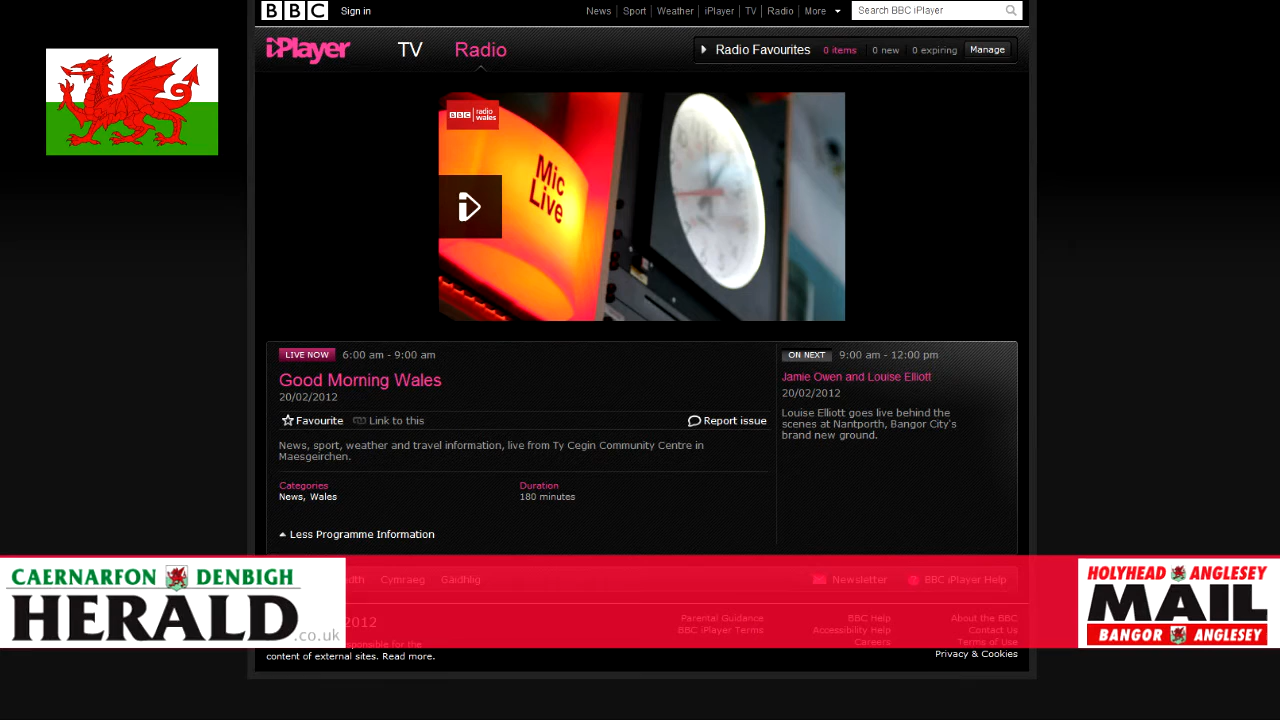 BBC Sign in News Sport Weather iPlayer TV Radio More Search BBC iPlayer
iPlayer TV Radio Radio Favourites 0 items 0 new 0 expiring Manage
BBC radio wales
Mic
Live
LIVE NOW 6:00 am - 9:00 am
Good Morning Wales
20/02/2012
Favourite Link to this Report issue
News, sport, weather and travel information, live from Ty Cegin Community Centre in
Maesgeirchen.
Categories
News, Wales
Duration
180 minutes
Less Programme Information
ON NEXT 9:00 am - 12:00 pm
Jamie Owen and Louise Elliott
20/02/2012
Louise Elliott goes live behind the
scenes at Nantporth, Bangor City's
brand new ground.
CAERNARFON DENBIGH
HERALD
.co.uk
Cymraeg Gaidhlig Newsletter BBC iPlayer Help
2012
Parental Guidance BBC Help About the BBC
BBC iPlayer Terms Accessibility Help Contact Us
responsible for the Careers Terms of Use
content of external sites. Read more. Privacy & Cookies
HOLYHEAD ANGLESEY
MAIL
BANGOR ANGLESEY